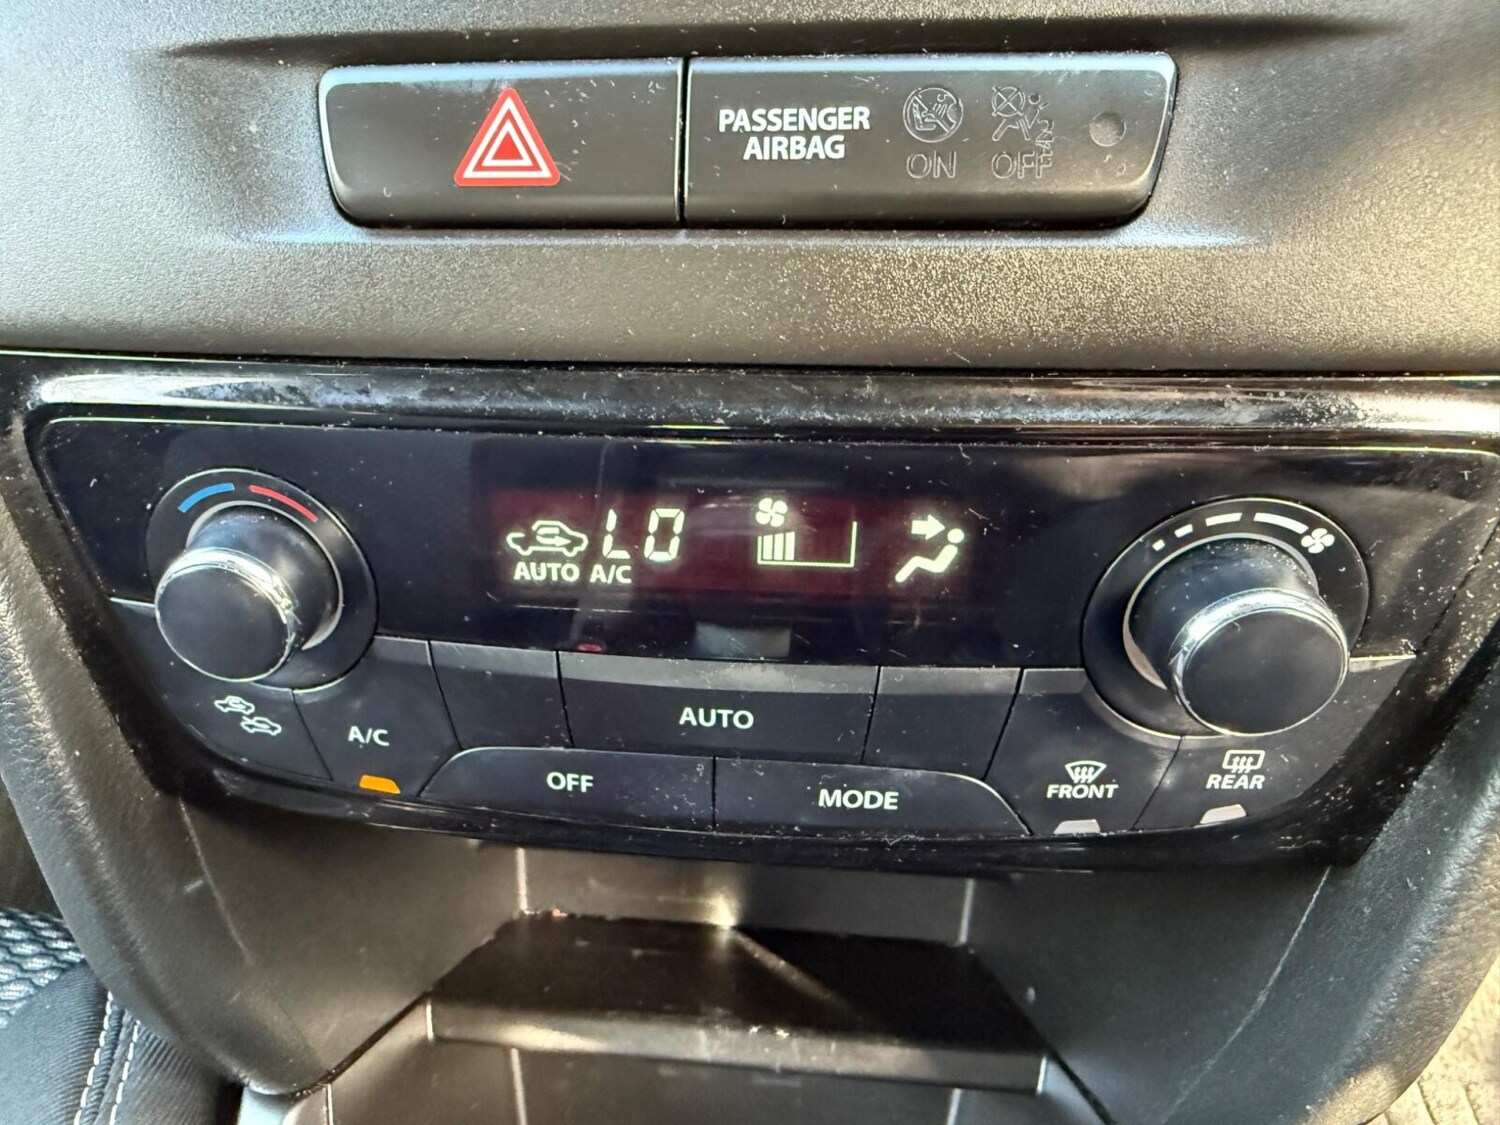 PASSENGER
AIRBAG
ON
OFF
LO
AUTO A/C
A/C
AUTO
OFF
MODE
FRONT
REAR